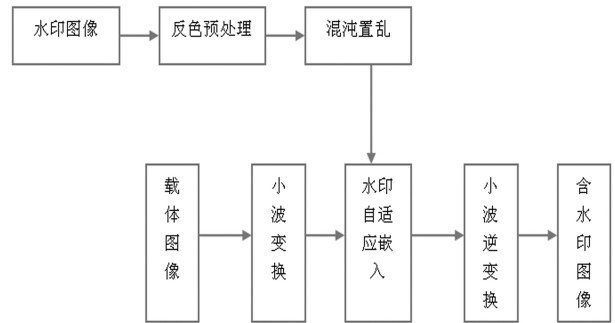 水印图像
反色预处理
混沌置乱
载
体
图
像
小
波
变
换
水印
自适
应嵌
入
小
波
逆
变
换
含
水
印
图
像